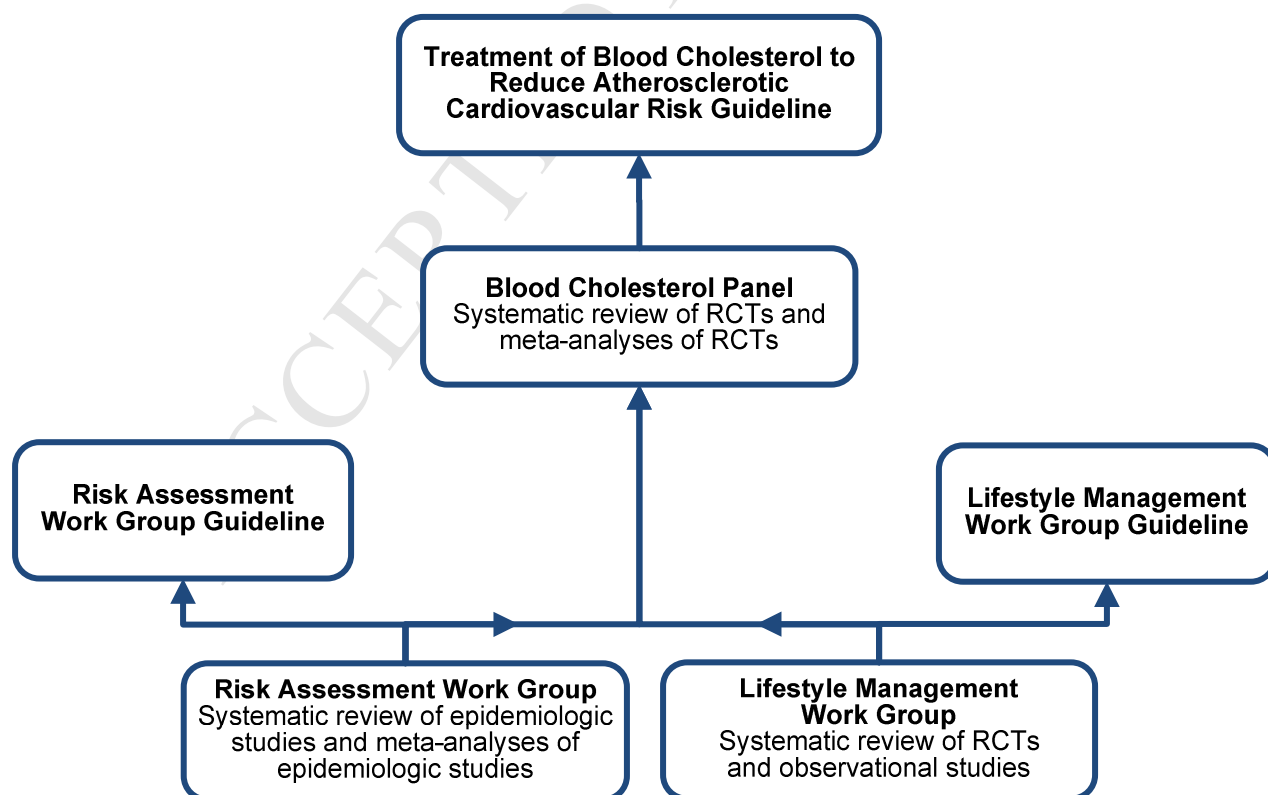 Treatment of Blood Cholesterol to
Reduce Atherosclerotic
Cardiovascular Risk Guideline
Blood Cholesterol Panel
Systematic review of RCTs and
meta-analyses of RCTs
Risk Assessment
Work Group Guideline
Lifestyle Management
Work Group Guideline
Risk Assessment Work Group
Systematic review of epidemiologic
studies and meta-analyses of
epidemiologic studies
Lifestyle Management
Work Group
Systematic review of RCTs
and observational studies